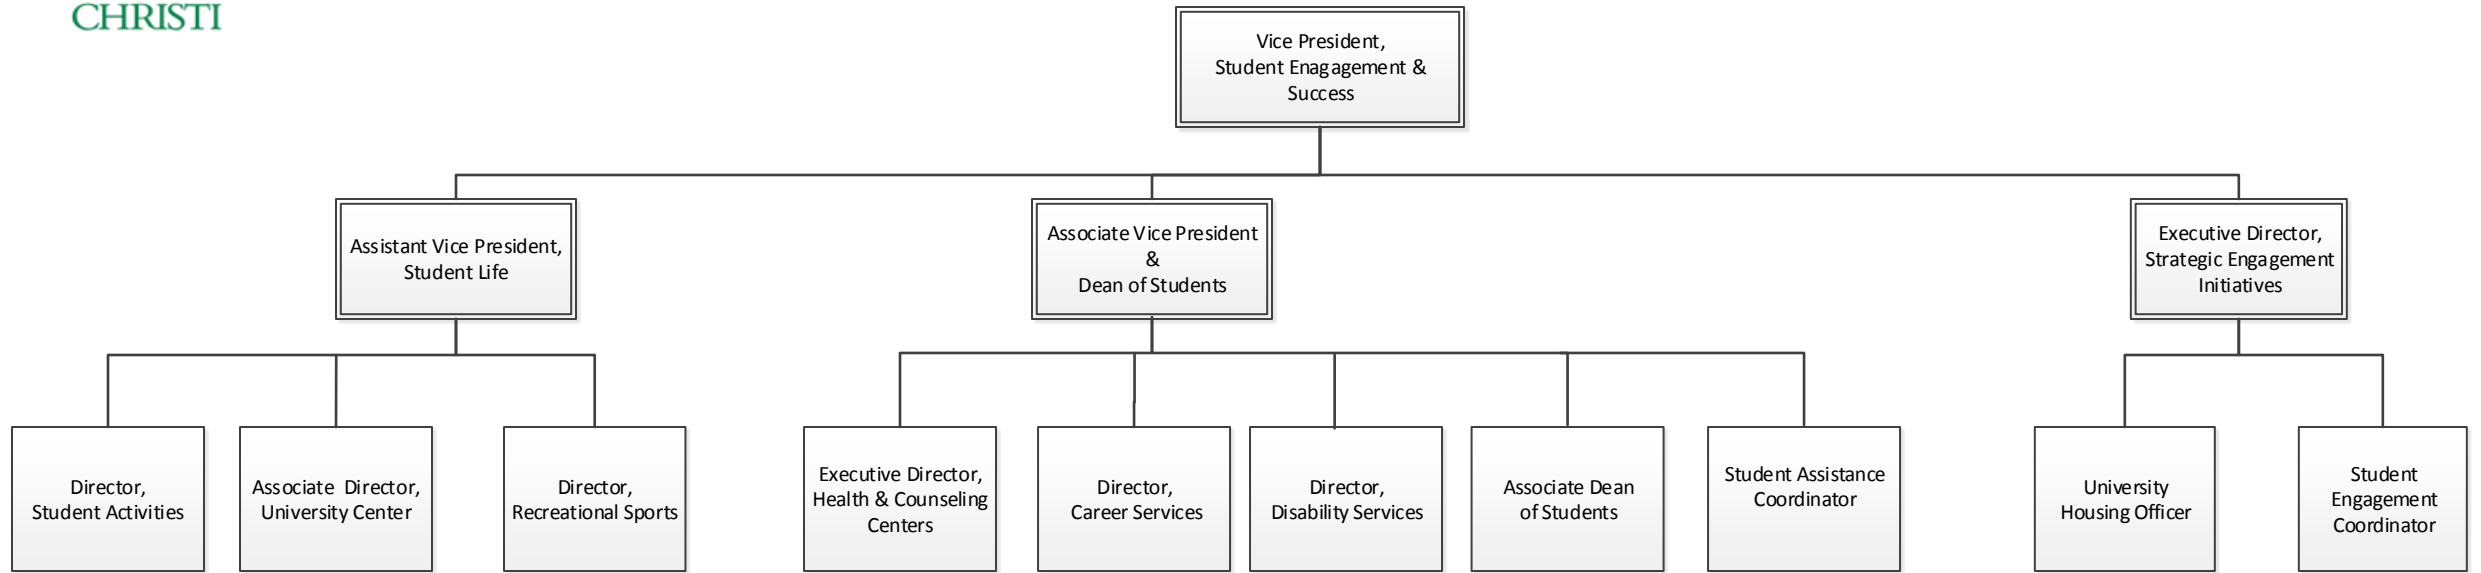 CHRISTI
Vice President,
Student Enagagement &
Success
Assistant Vice President,
Student Life
Associate Vice President
&
Dean of Students
Executive Director,
Strategic Engagement
Initiatives
Director,
Student Activities
Associate Director,
University Center
Director,
Recreational Sports
Executive Director,
Health & Counseling
Centers
Director,
Career Services
Director,
Disability Services
Associate Dean
of Students
Student Assistance
Coordinator
University
Housing Officer
Student
Engagement
Coordinator